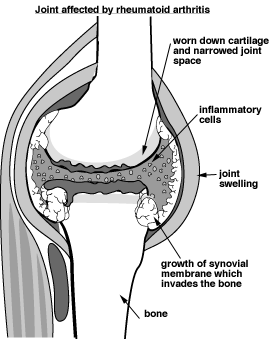 Joint affected by rheumatoid arthritis
worn down cartilage
and narrowed joint
space
inflammatory
cells
joint
swelling
growth of synovial
membrane which
invades the bone
bone